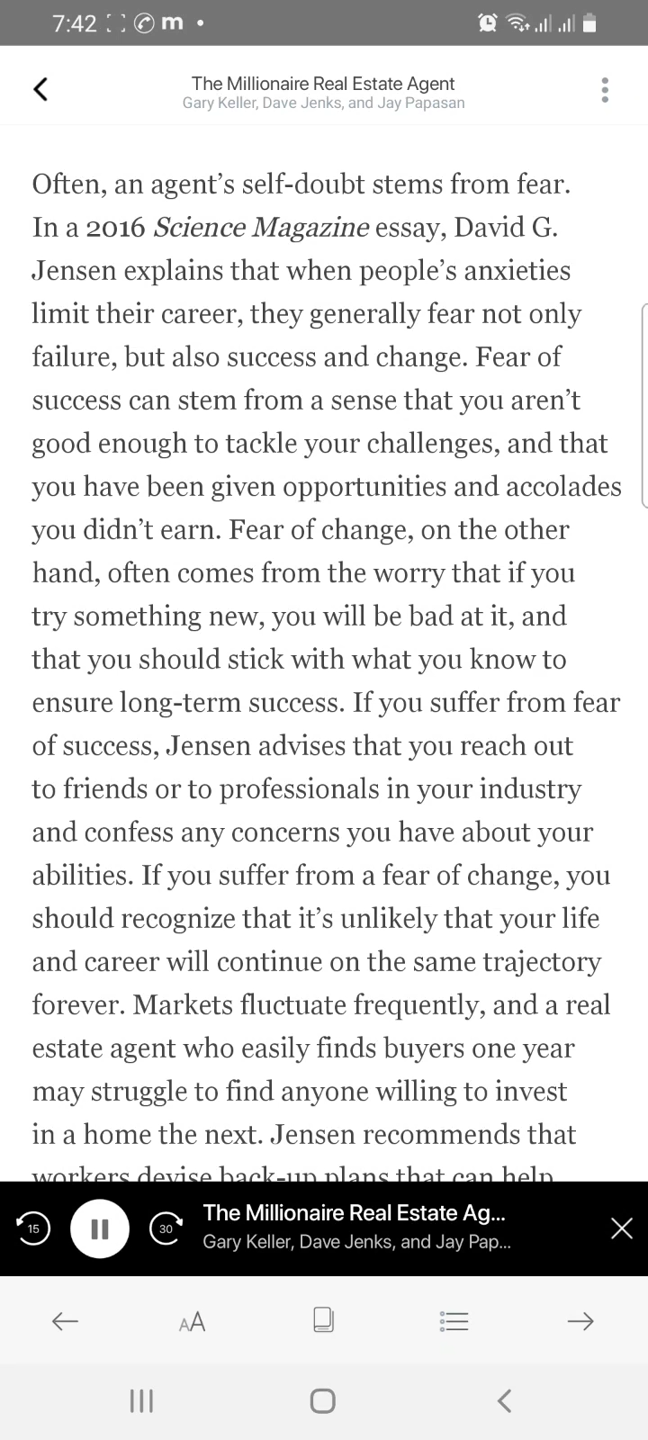 7:42 m
The Millionaire Real Estate Agent
Gary Keller, Dave Jenks, and Jay Papasan
Often, an agent’s self-doubt stems from fear.
In a 2016 Science Magazine essay, David G.
Jensen explains that when people’s anxieties
limit their career, they generally fear not only
failure, but also success and change. Fear of
success can stem from a sense that you aren’t
good enough to tackle your challenges, and that
you have been given opportunities and accolades
you didn’t earn. Fear of change, on the other
hand, often comes from the worry that if you
try something new, you will be bad at it, and
that you should stick with what you know to
ensure long-term success. If you suffer from fear
of success, Jensen advises that you reach out
to friends or to professionals in your industry
and confess any concerns you have about your
abilities. If you suffer from a fear of change, you
should recognize that it’s unlikely that your life
and career will continue on the same trajectory
forever. Markets fluctuate frequently, and a real
estate agent who easily finds buyers one year
may struggle to find anyone willing to invest
in a home the next. Jensen recommends that
workers devise back-up plans that can help
15 30 The Millionaire Real Estate Ag...
Gary Keller, Dave Jenks, and Jay Pap...
AA